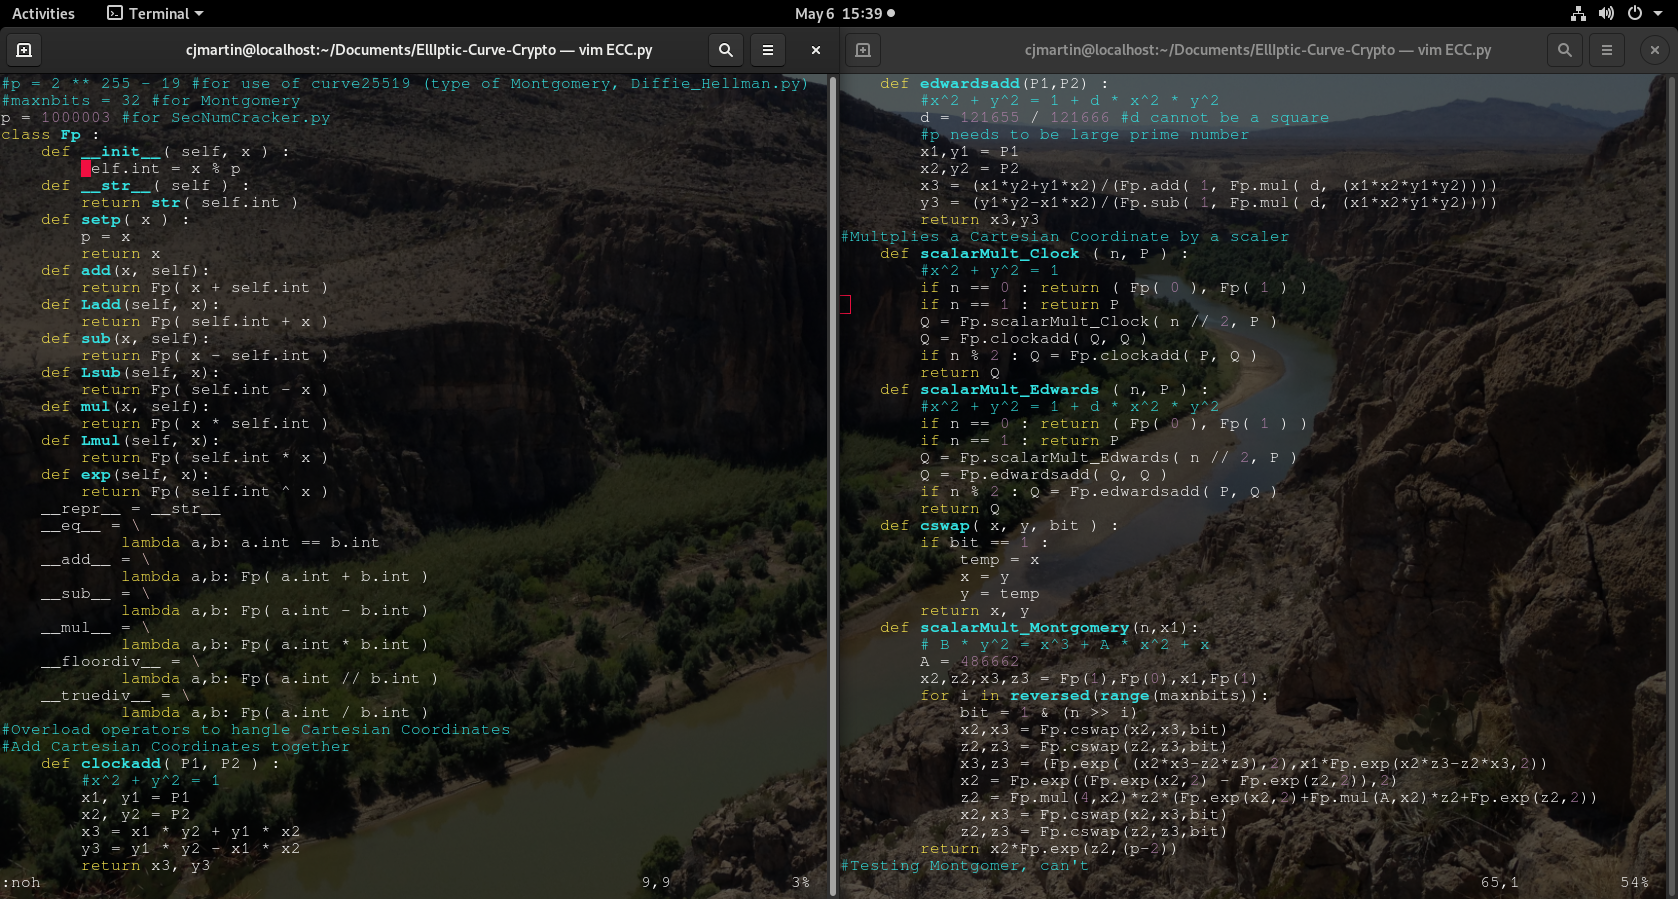 Activities
Terminal
May 6 15:39
cjmartin@localhost:~/Documents/EllIptic-Curve-Crypto — vim ECC.py
#p = 2 ** 255 - 19 #for use of curve25519 (type of Montgomery, Diffie_Hellman.py)
#maxnbits = 32 #for Montgomery
p = 1000003 #for SecNumCracker.py
class Fp :
    def __init__( self, x ) :
        self.int = x % p
    def __str__( self ) :
        return str( self.int )
    def setp( x ) :
        p = x
        return x
    def add(x, self):
        return Fp( x + self.int )
    def Ladd(self, x):
        return Fp( self.int + x )
    def sub(x, self):
        return Fp( x - self.int )
    def Lsub(self, x):
        return Fp( self.int - x )
    def mul(x, self):
        return Fp( x * self.int )
    def Lmul(self, x):
        return Fp( self.int * x )
    def exp(self, x):
        return Fp( self.int ^ x )
    __repr__ = __str__
    __eq__ = \
            lambda a,b: a.int == b.int
    __add__ = \
            lambda a,b: Fp( a.int + b.int )
    __sub__ = \
            lambda a,b: Fp( a.int - b.int )
    __mul__ = \
            lambda a,b: Fp( a.int * b.int )
    __floordiv__ = \
            lambda a,b: Fp( a.int // b.int )
    __truediv__ = \
            lambda a,b: Fp( a.int / b.int )
#Overload operators to hangle Cartesian Coordinates
#Add Cartesian Coordinates together
    def clockadd( P1, P2 ) :
        #x^2 + y^2 = 1
        x1, y1 = P1
        x2, y2 = P2
        x3 = x1 * y2 + y1 * x2
        y3 = y1 * y2 - x1 * x2
        return x3, y3
:noh
9,9
3%
cjmartin@localhost:~/Documents/EllIptic-Curve-Crypto — vim ECC.py
    def edwardsadd(P1,P2) :
        #x^2 + y^2 = 1 + d * x^2 * y^2
        d = 121655 / 121666 #d cannot be a square
        #p needs to be large prime number
        x1,y1 = P1
        x2,y2 = P2
        x3 = (x1*y2+y1*x2)/(Fp.add( 1, Fp.mul( d, (x1*x2*y1*y2))))
        y3 = (y1*y2-x1*x2)/(Fp.sub( 1, Fp.mul( d, (x1*x2*y1*y2))))
        return x3,y3
#Multplies a Cartesian Coordinate by a scaler
    def scalarMult_Clock ( n, P ) :
        #x^2 + y^2 = 1
        if n == 0 : return ( Fp( 0 ), Fp( 1 ) )
        if n == 1 : return P
        Q = Fp.scalarMult_Clock( n // 2, P )
        Q = Fp.clockadd( Q, Q )
        if n % 2 : Q = Fp.clockadd( P, Q )
        return Q
    def scalarMult_Edwards ( n, P ) :
        #x^2 + y^2 = 1 + d * x^2 * y^2
        if n == 0 : return ( Fp( 0 ), Fp( 1 ) )
        if n == 1 : return P
        Q = Fp.scalarMult_Edwards( n // 2, P )
        Q = Fp.edwardsadd( Q, Q )
        if n % 2 : Q = Fp.edwardsadd( P, Q )
        return Q
    def cswap( x, y, bit ) :
        if bit == 1 :
            temp = x
            x = y
            y = temp
        return x, y
    def scalarMult_Montgomery(n,x1):
        # B * y^2 = x^3 + A * x^2 + x
        A = 486662
        x2,z2,x3,z3 = Fp(1),Fp(0),x1,Fp(1)
        for i in reversed(range(maxnbits)):
            bit = 1 & (n >> i)
            x2,x3 = Fp.cswap(x2,x3,bit)
            z2,z3 = Fp.cswap(z2,z3,bit)
            x3,z3 = (Fp.exp( (x2*x3-z2*z3),2),x1*Fp.exp(x2*z3-z2*x3,2))
            x2 = Fp.exp((Fp.exp(x2,2) - Fp.exp(z2,2)),2)
            z2 = Fp.mul(4,x2)*z2*(Fp.exp(x2,2)+Fp.mul(A,x2)*z2+Fp.exp(z2,2))
            x2,x3 = Fp.cswap(x2,x3,bit)
            z2,z3 = Fp.cswap(z2,z3,bit)
        return x2*Fp.exp(z2,(p-2))
#Testing Montgomer, can't
65,1
54%